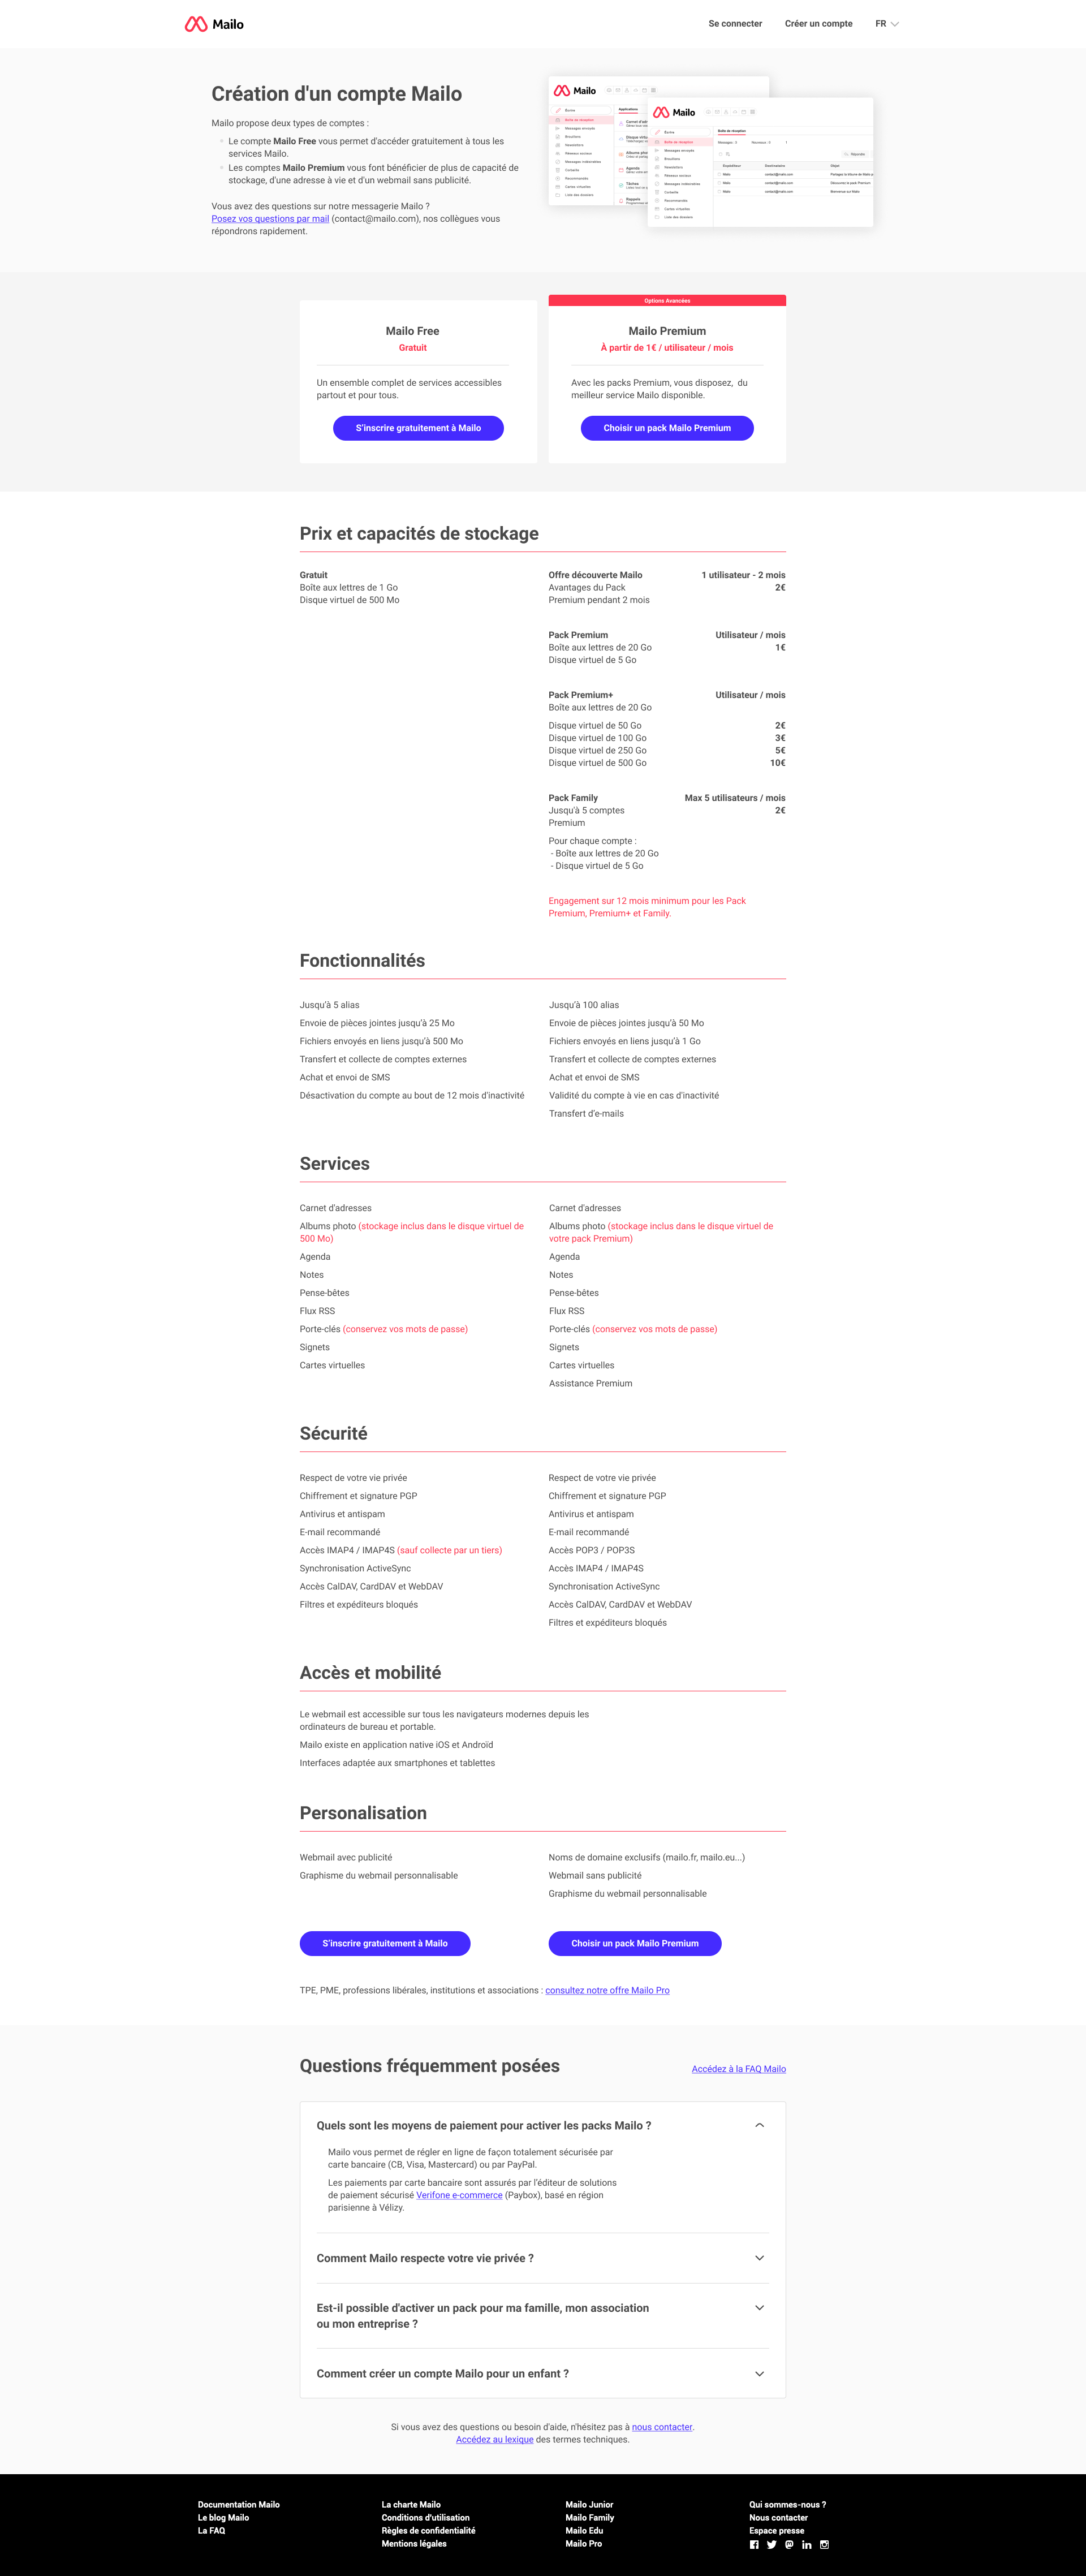 Mailo
Se connecter
Créer un compte
FR
Création d'un compte Mailo
Mailo propose deux types de comptes :
Le compte Mailo Free vous permet d'accéder gratuitement à tous les
services Mailo.
Les comptes Mailo Premium vous font bénéficier de plus de capacité de
stockage, d'une adresse à vie et d'un webmail sans publicité.
Vous avez des questions sur notre messagerie Mailo ?
Posez vos questions par mail (contact@mailo.com), nos collègues vous
répondrons rapidement.
Mailo
Mailo
Mailo Free
Gratuit
Un ensemble complet de services accessibles
partout et pour tous.
S'inscrire gratuitement à Mailo
Options Avancées
Mailo Premium
À partir de 1€ / utilisateur / mois
Avec les packs Premium, vous disposez, du
meilleur service Mailo disponible.
Choisir un pack Mailo Premium
Prix et capacités de stockage
Gratuit
Boîte aux lettres de 1 Go
Disque virtuel de 500 Mo
Offre découverte Mailo 1 utilisateur - 2 mois
Avantages du Pack 2€
Premium pendant 2 mois
Pack Premium Utilisateur / mois
Boîte aux lettres de 20 Go 1€
Disque virtuel de 5 Go
Pack Premium+ Utilisateur / mois
Boîte aux lettres de 20 Go
Disque virtuel de 50 Go 2€
Disque virtuel de 100 Go 3€
Disque virtuel de 250 Go 5€
Disque virtuel de 500 Go 10€
Pack Family Max 5 utilisateurs / mois
Jusqu'à 5 comptes 2€
Premium
Pour chaque compte :
- Boîte aux lettres de 20 Go
- Disque virtuel de 5 Go
Engagement sur 12 mois minimum pour les Pack
Premium, Premium+ et Family.
Fonctionnalités
Jusqu'à 5 alias
Envoie de pièces jointes jusqu'à 25 Mo
Fichiers envoyés en liens jusqu'à 500 Mo
Transfert et collecte de comptes externes
Achat et envoi de SMS
Désactivation du compte au bout de 12 mois d'inactivité
Jusqu'à 100 alias
Envoie de pièces jointes jusqu'à 50 Mo
Fichiers envoyés en liens jusqu'à 1 Go
Transfert et collecte de comptes externes
Achat et envoi de SMS
Validité du compte à vie en cas d'inactivité
Transfert d'e-mails
Services
Carnet d'adresses
Albums photo (stockage inclus dans le disque virtuel de
500 Mo)
Agenda
Notes
Pense-bêtes
Flux RSS
Porte-clés (conservez vos mots de passe)
Signets
Cartes virtuelles
Carnet d'adresses
Albums photo (stockage inclus dans le disque virtuel de
votre pack Premium)
Agenda
Notes
Pense-bêtes
Flux RSS
Porte-clés (conservez vos mots de passe)
Signets
Cartes virtuelles
Assistance Premium
Sécurité
Respect de votre vie privée
Chiffrement et signature PGP
Antivirus et antispam
E-mail recommandé
Accès IMAP4 / IMAP4S (sauf collecte par un tiers)
Synchronisation ActiveSync
Accès CalDAV, CardDAV et WebDAV
Filtres et expéditeurs bloqués
Respect de votre vie privée
Chiffrement et signature PGP
Antivirus et antispam
E-mail recommandé
Accès POP3 / POP3S
Accès IMAP4 / IMAP4S
Synchronisation ActiveSync
Accès CalDAV, CardDAV et WebDAV
Filtres et expéditeurs bloqués
Accès et mobilité
Le webmail est accessible sur tous les navigateurs modernes depuis les
ordinateurs de bureau et portable.
Mailo existe en application native iOS et Androïd
Interfaces adaptée aux smartphones et tablettes
Personalisation
Webmail avec publicité
Graphisme du webmail personnalisable
Noms de domaine exclusifs (mailo.fr, mailo.eu...)
Webmail sans publicité
Graphisme du webmail personnalisable
S'inscrire gratuitement à Mailo
Choisir un pack Mailo Premium
TPE, PME, professions libérales, institutions et associations : consultez notre offre Mailo Pro
Questions fréquemment posées
Accédez à la FAQ Mailo
Quels sont les moyens de paiement pour activer les packs Mailo ?
Mailo vous permet de régler en ligne de façon totalement sécurisée par
carte bancaire (CB, Visa, Mastercard) ou par PayPal.
Les paiements par carte bancaire sont assurés par l'éditeur de solutions
de paiement sécurisé Verifone e-commerce (Paybox), basé en région
parisienne à Vélizy.
Comment Mailo respecte votre vie privée ?
Est-il possible d'activer un pack pour ma famille, mon association
ou mon entreprise ?
Comment créer un compte Mailo pour un enfant ?
Si vous avez des questions ou besoin d'aide, n'hésitez pas à nous contacter.
Accédez au lexique des termes techniques.
Documentation Mailo
Le blog Mailo
La FAQ
La charte Mailo
Conditions d'utilisation
Règles de confidentialité
Mentions légales
Mailo Junior
Mailo Family
Mailo Edu
Mailo Pro
Qui sommes-nous ?
Nous contacter
Espace presse